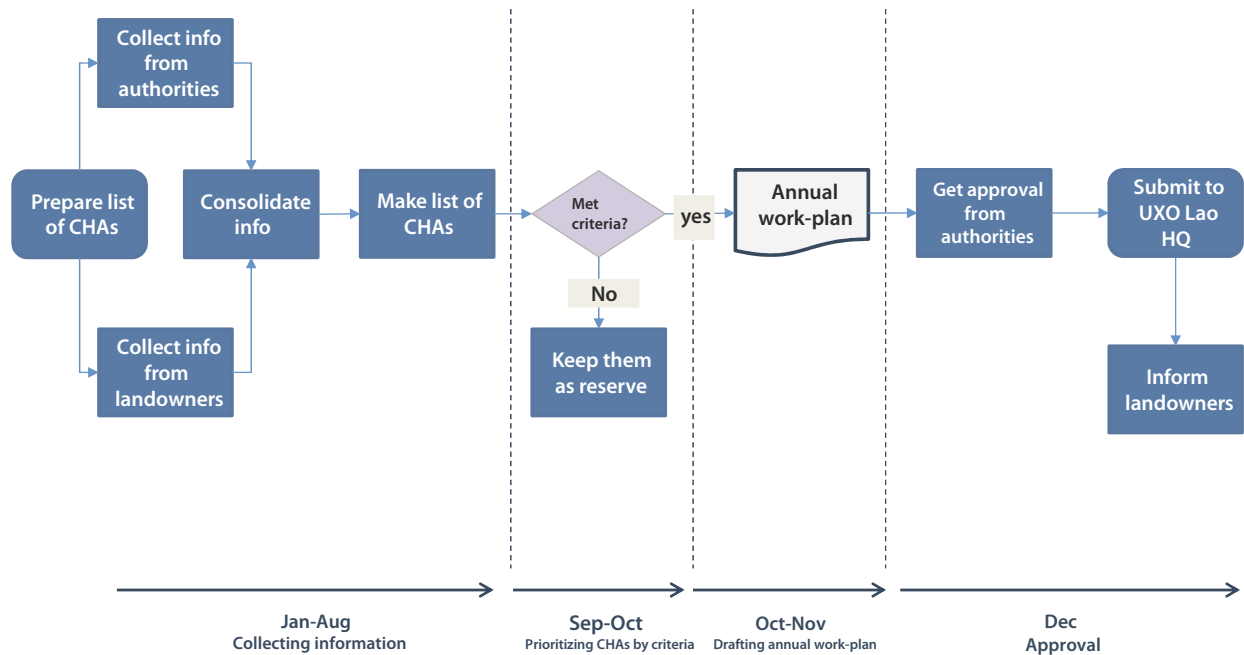 Collect info
from
authorities
Prepare list
of CHAs
Consolidate
info
Make list of
CHAs
Met
criteria?
yes
Annual
work-plan
Get approval
from
authorities
Submit to
UXO Lao
HQ
No
Collect info
from
landowners
Keep them
as reserve
Inform
landowners
Jan-Aug
Collecting information
Sep-Oct
Prioritizing CHAs by criteria
Oct-Nov
Drafting annual work-plan
Dec
Approval